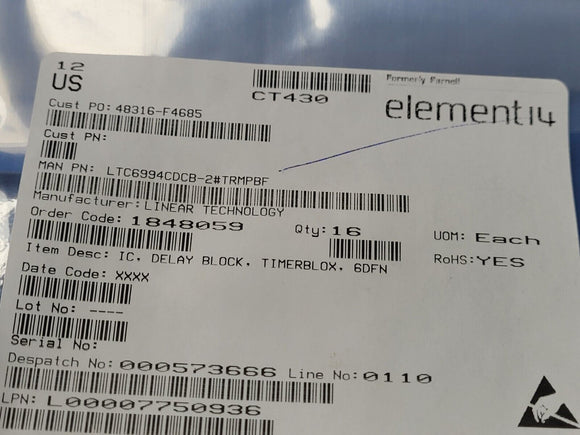 12
US
CT430
Formerly Farnell
element14
Cust PO: 48316-F4685
Cust PN:
MAN PN: LTC6994CDCB-2#TRMPBF
Manufacturer: LINEAR TECHNOLOGY
Order Code: 1848059 Qty: 16 UOM: Each
Item Desc: IC, DELAY BLOCK, TIMERBLOX, 6DFN RoHS: YES
Date Code: XXXX
Lot No: ----
Serial No:
Despatch No: 000573666 Line No: 0110
LPN: L00007750936